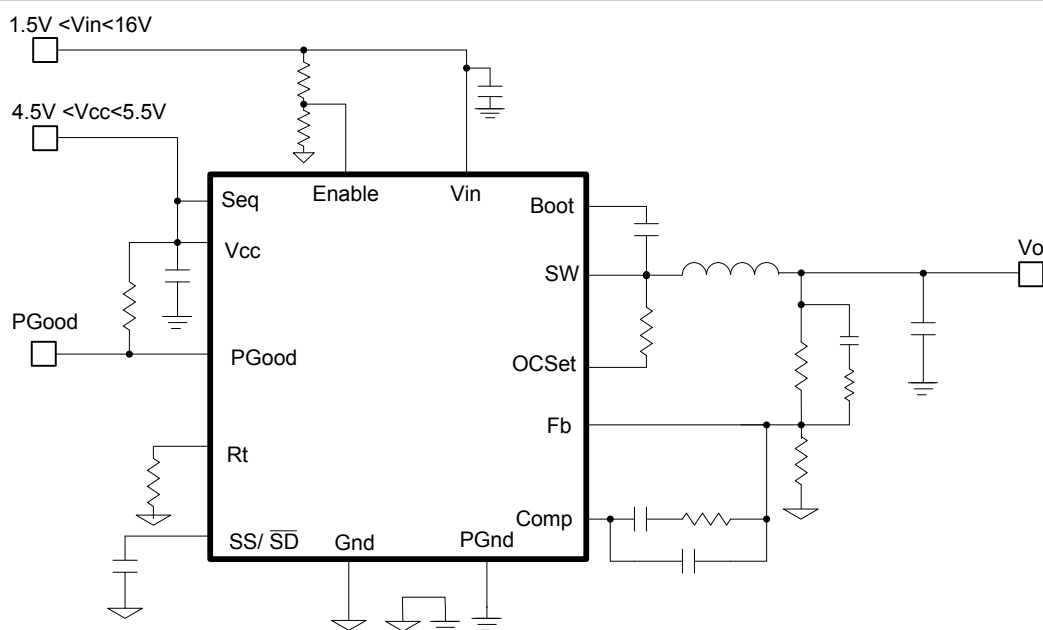 1.5V <Vin<16V
4.5V <Vcc<5.5V
Enable
Vin
Seq
Boot
Vcc
SW
Vo
PGood
PGood
OCSet
Fb
Rt
Comp
SS/ SD
Gnd
PGnd